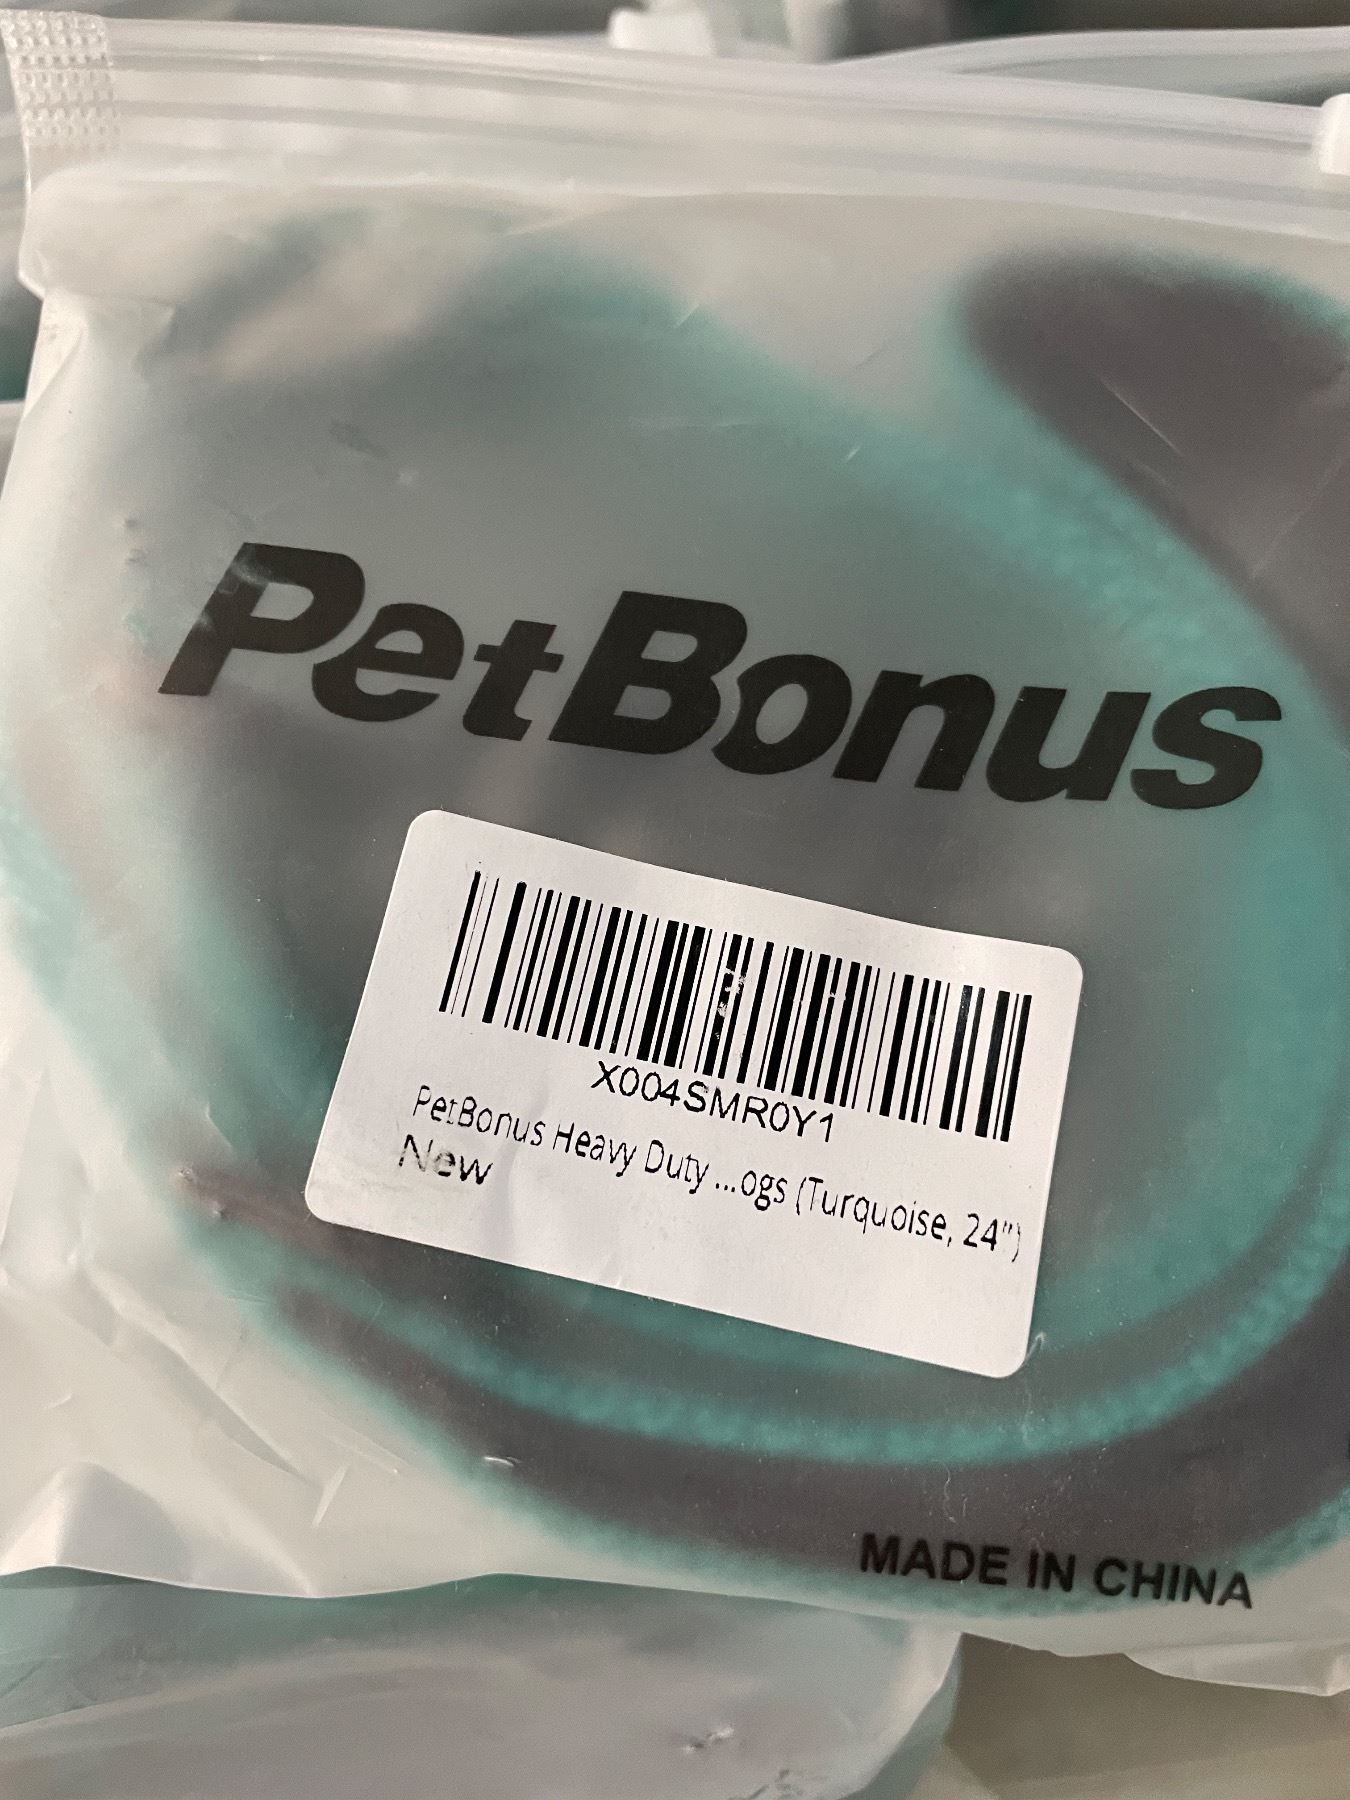 PetBonus
X004SMR0Y1
PetBonus Heavy Duty ...ogs (Turquoise, 24")
New
MADE IN CHINA